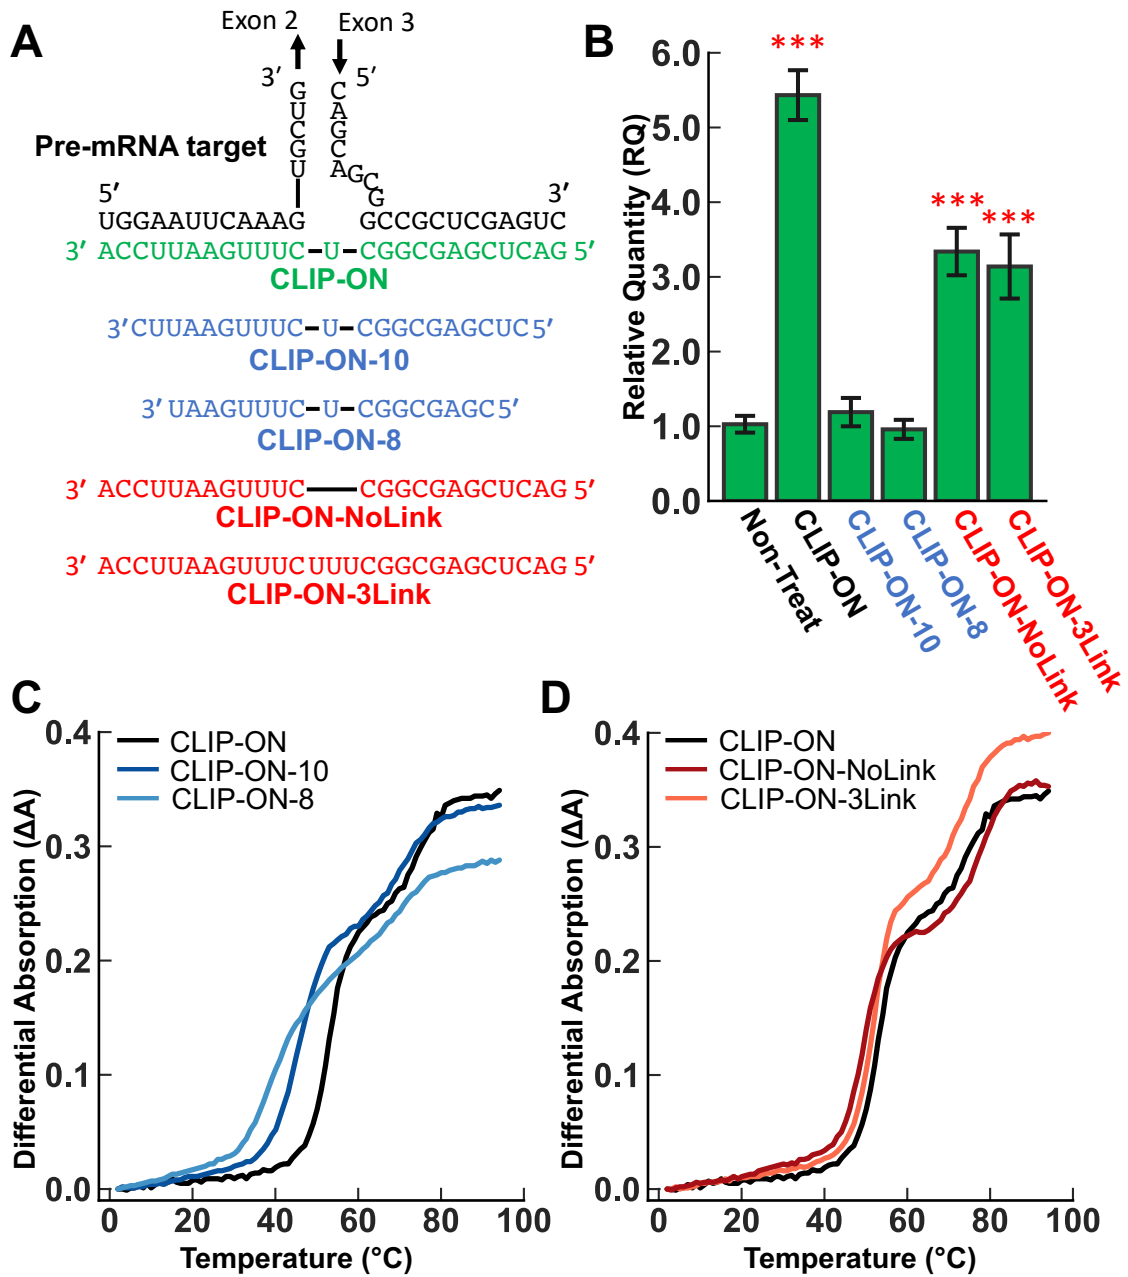 A
Exon 2
Exon 3
3′
5′
G
U
C
G
U
C
A
G
C
A
G
C
G
Pre-mRNA target
5′
3′
UGGAAUUCAAAG
GCCGCUCGAGUC
3′ ACCUUAAGUUUC–U–CGGCGAGCUCAG 5′
CLIP-ON
3′CUUAAGUUUC–U–CGGCGAGCUC5′
CLIP-ON-10
3′ UAAGUUUC–U–CGGCGAGC5′
CLIP-ON-8
3′ ACCUUAAGUUUC——CGGCGAGCUCAG 5′
CLIP-ON-NoLink
3′ ACCUUAAGUUUCUUUCGGCGAGCUCAG 5′
CLIP-ON-3Link
B
Relative Quantity (RQ)
6.0
5.0
4.0
3.0
2.0
1.0
0.0
***
***
***
Non-Treat
CLIP-ON
CLIP-ON-10
CLIP-ON-8
CLIP-ON-NoLink
CLIP-ON-3Link
C
Differential Absorption (ΔA)
0.4
0.3
0.2
0.1
0.0
CLIP-ON
CLIP-ON-10
CLIP-ON-8
0 20 40 60 80 100
Temperature (°C)
D
Differential Absorption (ΔA)
0.4
0.3
0.2
0.1
0.0
CLIP-ON
CLIP-ON-NoLink
CLIP-ON-3Link
0 20 40 60 80 100
Temperature (°C)